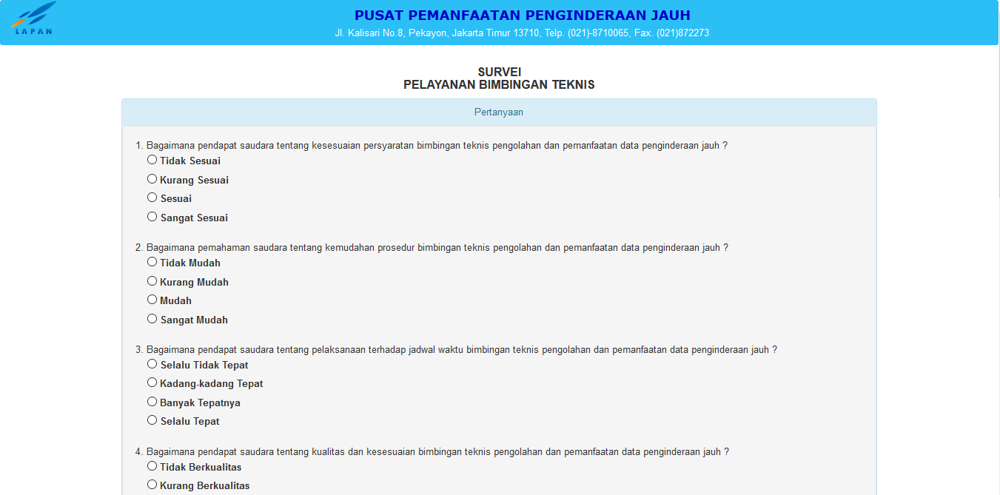 LAPAN
PUSAT PEMANFAATAN PENGINDERAAN JAUH
Jl. Kalisari No.8, Pekayon, Jakarta Timur 13710, Telp. (021)-8710065, Fax. (021)872273
SURVEI
PELAYANAN BIMBINGAN TEKNIS
Pertanyaan
1. Bagaimana pendapat saudara tentang kesesuaian persyaratan bimbingan teknis pengolahan dan pemanfaatan data penginderaan jauh ?
Tidak Sesuai
Kurang Sesuai
Sesuai
Sangat Sesuai
2. Bagaimana pemahaman saudara tentang kemudahan prosedur bimbingan teknis pengolahan dan pemanfaatan data penginderaan jauh ?
Tidak Mudah
Kurang Mudah
Mudah
Sangat Mudah
3. Bagaimana pendapat saudara tentang pelaksanaan terhadap jadwal waktu bimbingan teknis pengolahan dan pemanfaatan data penginderaan jauh ?
Selalu Tidak Tepat
Kadang-kadang Tepat
Banyak Tepatnya
Selalu Tepat
4. Bagaimana pendapat saudara tentang kualitas dan kesesuaian bimbingan teknis pengolahan dan pemanfaatan data penginderaan jauh ?
Tidak Berkualitas
Kurang Berkualitas